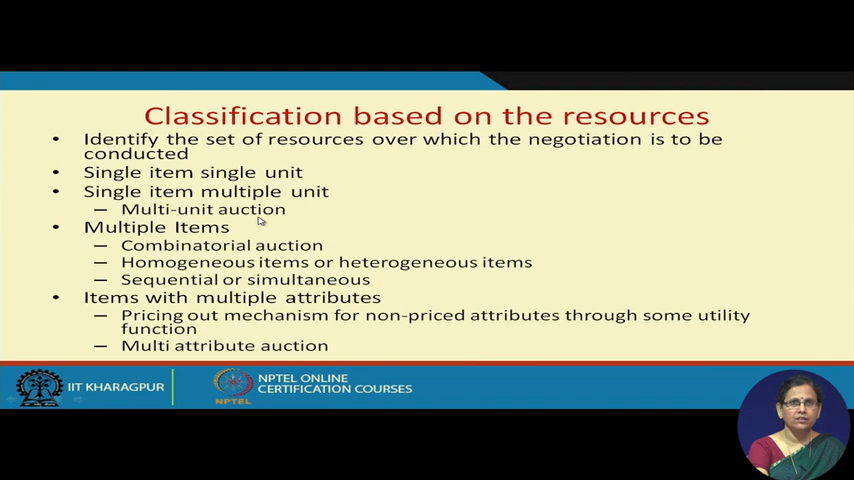 Classification based on the resources
• Identify the set of resources over which the negotiation is to be
conducted
• Single item single unit
• Single item multiple unit
– Multi-unit auction
• Multiple Items
– Combinatorial auction
– Homogeneous items or heterogeneous items
– Sequential or simultaneous
• Items with multiple attributes
– Pricing out mechanism for non-priced attributes through some utility
function
– Multi attribute auction
IIT KHARAGPUR
NPTEL
NPTEL ONLINE
CERTIFICATION COURSES